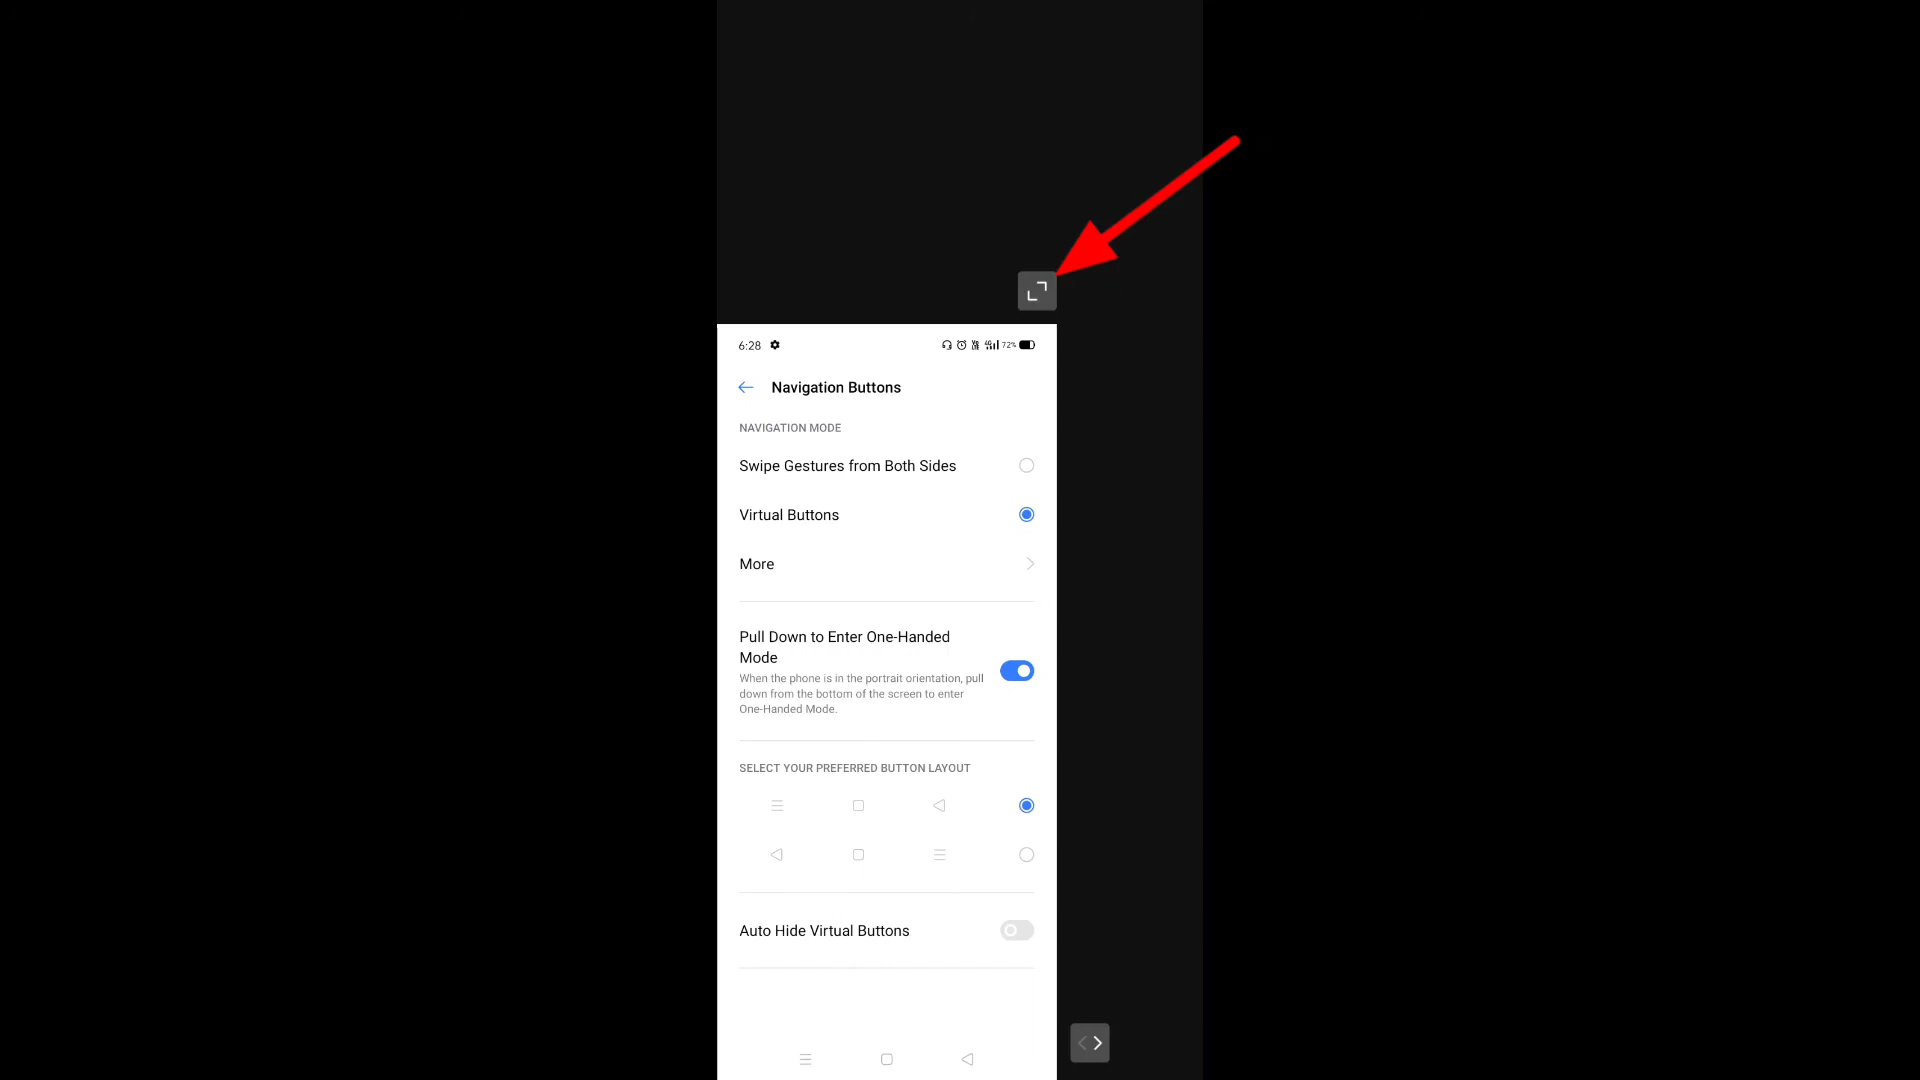 6:28 72%
Navigation Buttons
NAVIGATION MODE
Swipe Gestures from Both Sides
Virtual Buttons
More
Pull Down to Enter One-Handed
Mode
When the phone is in the portrait orientation, pull
down from the bottom of the screen to enter
One-Handed Mode.
SELECT YOUR PREFERRED BUTTON LAYOUT
Auto Hide Virtual Buttons